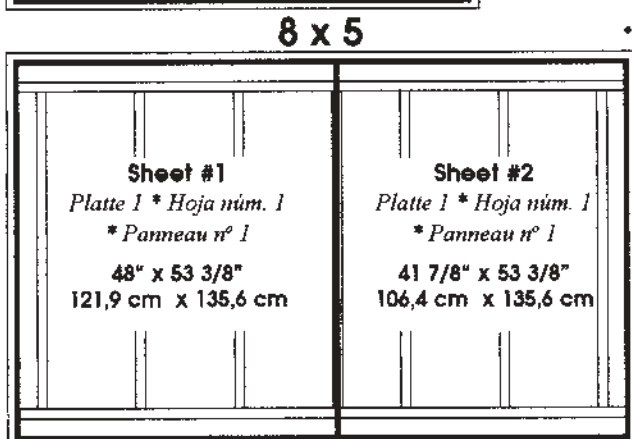 8 x 5
Sheet #1
Platte 1 * Hoja núm. 1
* Panneau nº 1
48" x 53 3/8"
121,9 cm x 135,6 cm
Sheet #2
Platte 1 * Hoja núm. 1
* Panneau nº 1
41 7/8" x 53 3/8"
106,4 cm x 135,6 cm